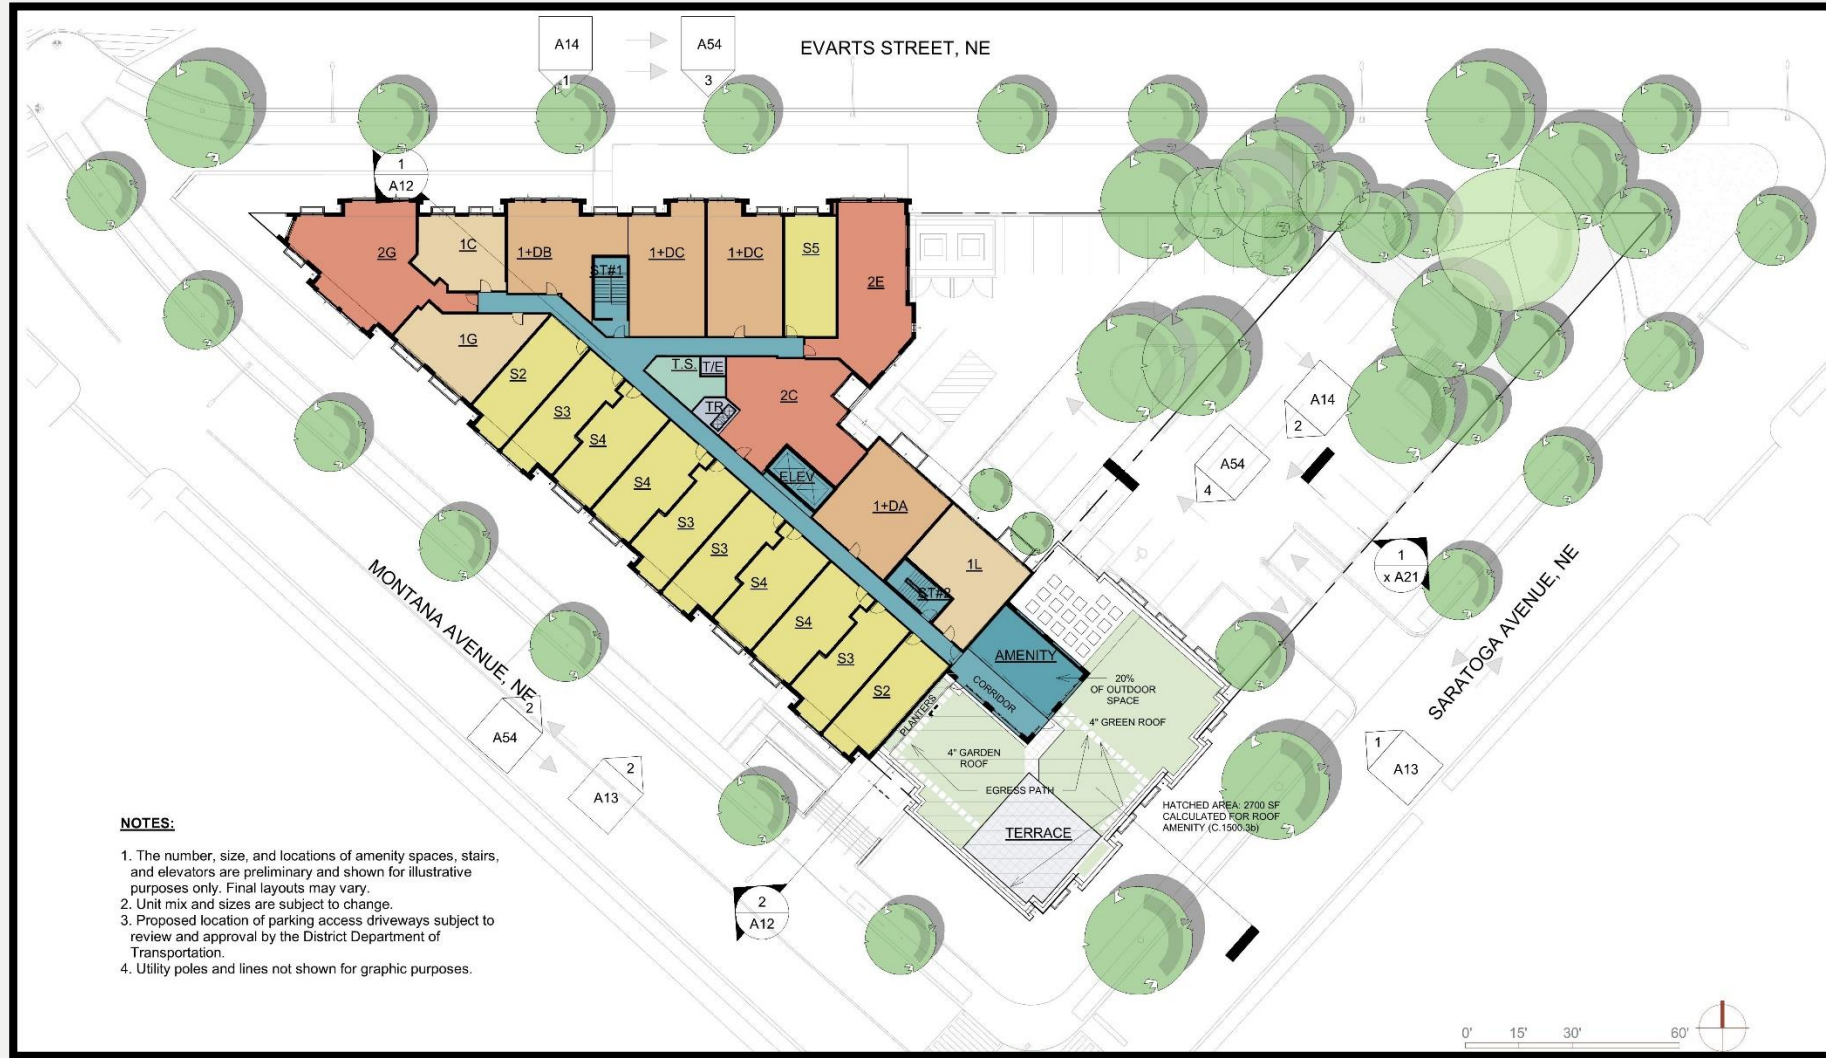 A14
1
A54
3
EVARTS STREET, NE
1
A12
2G
1C
1+DB
ST#1
1+DC
1+DC
S5
2E
1G
S2
S3
S4
S4
S3
S3
S4
S4
S3
S2
T.S.
T/E
TR
2C
ELEV
1+DA
1L
ST#2
AMENITY
CORRIDOR
PLANTERS
20%
OF OUTDOOR
SPACE
4" GREEN ROOF
4" GARDEN
ROOF
EGRESS PATH
TERRACE
HATCHED AREA: 2700 SF
CALCULATED FOR ROOF
AMENITY (C.1500.3b)
A14
2
A54
4
1
x A21
MONTANA AVENUE, NE
SARATOGA AVENUE, NE
2
A54
2
A13
1
A13
2
A12
NOTES:
1. The number, size, and locations of amenity spaces, stairs,
and elevators are preliminary and shown for illustrative
purposes only. Final layouts may vary.
2. Unit mix and sizes are subject to change.
3. Proposed location of parking access driveways subject to
review and approval by the District Department of
Transportation.
4. Utility poles and lines not shown for graphic purposes.
0' 15' 30' 60'